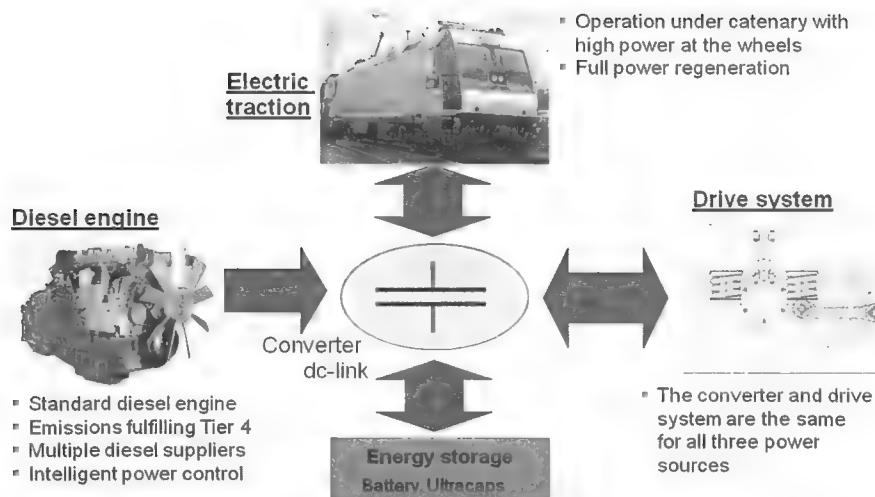 Electric
traction
▪ Operation under catenary with
high power at the wheels
▪ Full power regeneration
Diesel engine
Drive system
Converter
dc-link
▪ Standard diesel engine
▪ Emissions fulfilling Tier 4
▪ Multiple diesel suppliers
▪ Intelligent power control
▪ The converter and drive
system are the same
for all three power
sources
Energy storage
Battery, Ultracaps